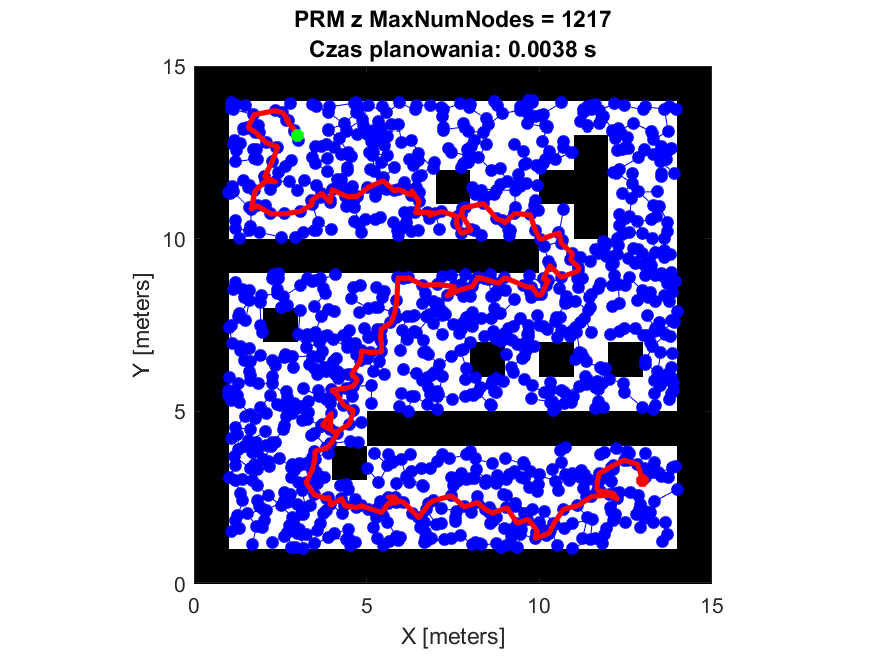 PRM z MaxNumNodes = 1217
Czas planowania: 0.0038 s
15
10
5
0
Y [meters]
0 5 10 15
X [meters]